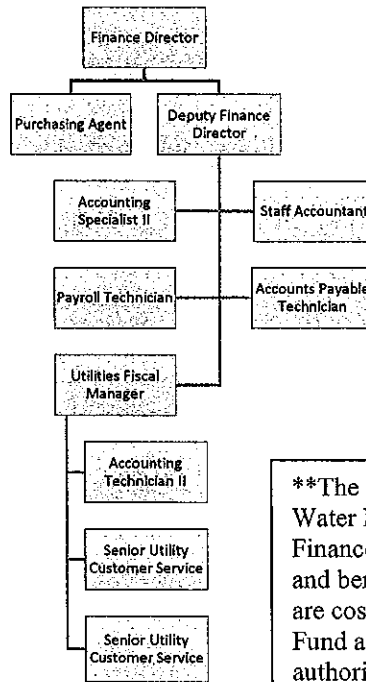 Finance Director
Purchasing Agent
Deputy Finance
Director
Accounting
Specialist II
Staff Accountant
Payroll Technician
Accounts Payable
Technician
Utilities Fiscal
Manager
Accounting
Technician II
Senior Utility
Customer Service
Senior Utility
Customer Service
**The
Water
Finance
and
are cos
Fund a